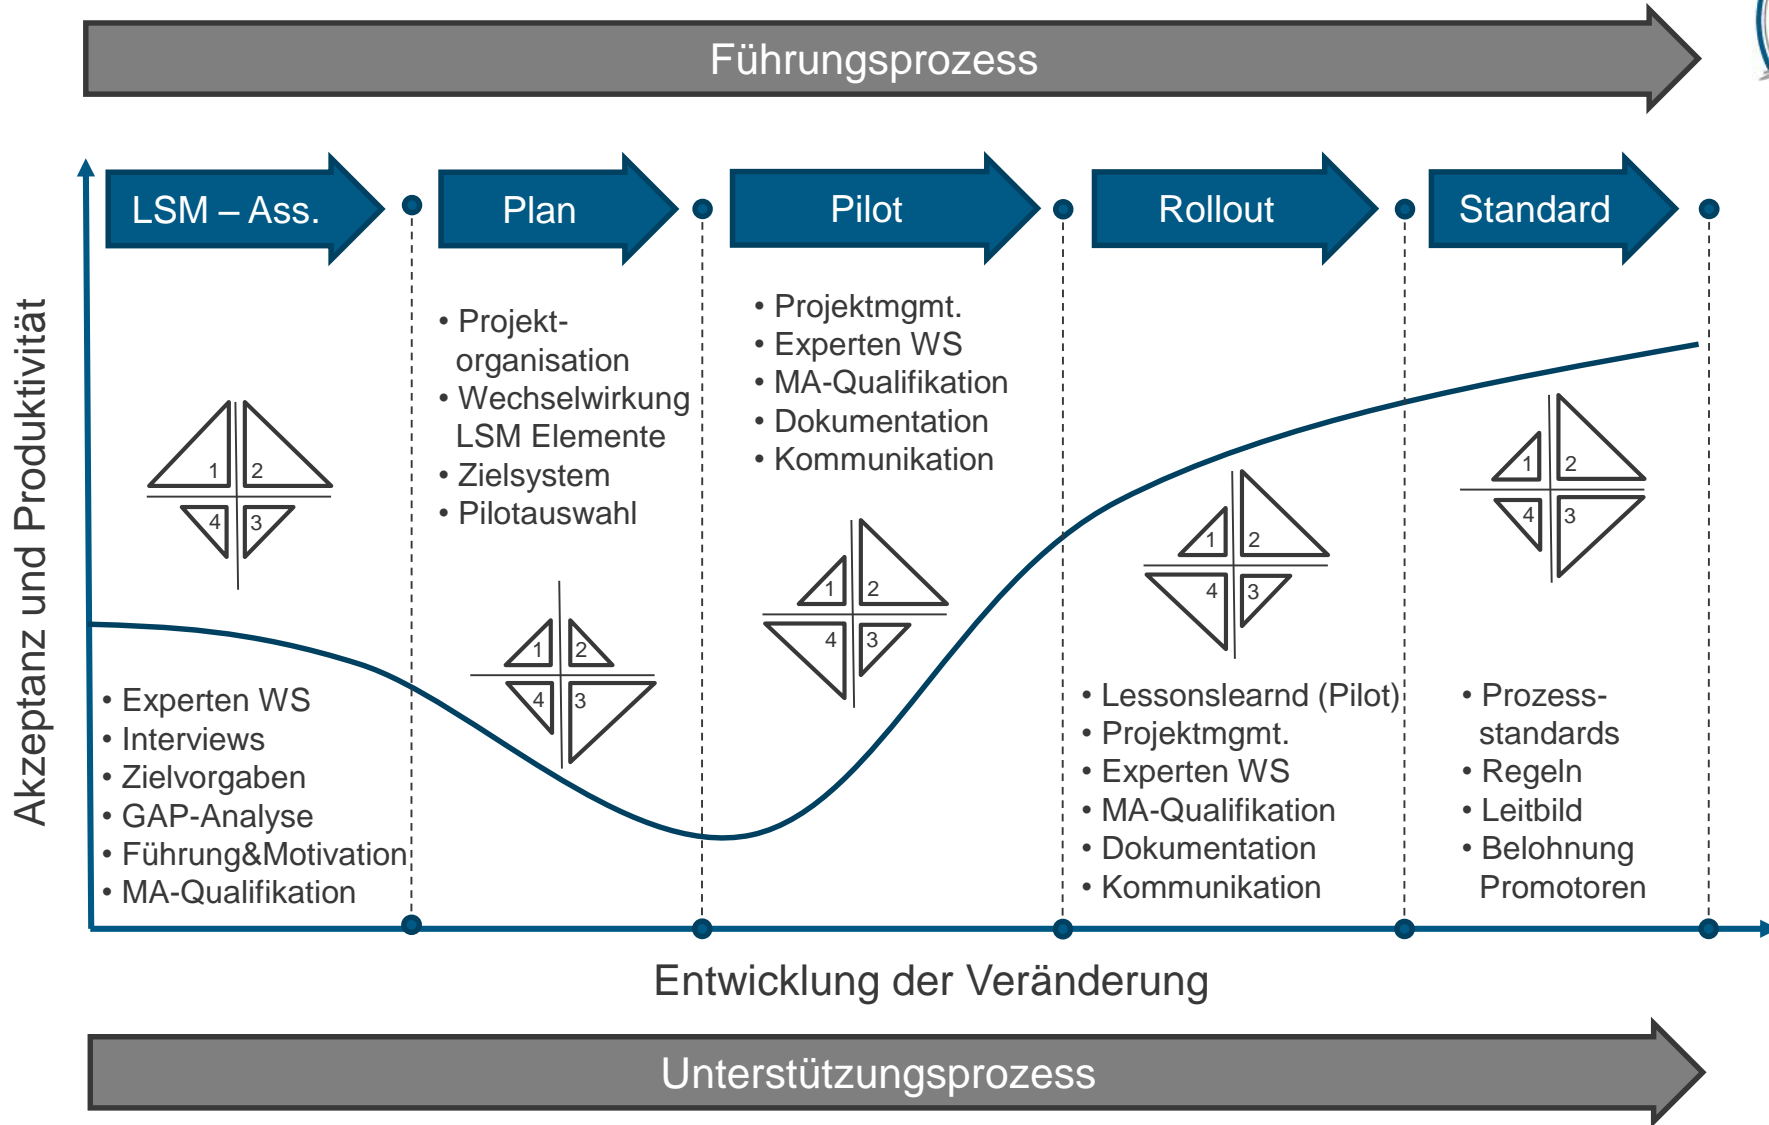 Führungsprozess
LSM – Ass.
Plan
Pilot
Rollout
Standard
Akzeptanz und Produktivität
1 2
4 3
• Experten WS
• Interviews
• Zielvorgaben
• GAP-Analyse
• Führung&Motivation
• MA-Qualifikation
• Projekt-
organisation
• Wechselwirkung
LSM Elemente
• Zielsystem
• Pilotauswahl
1 2
4 3
• Projektmgmt.
• Experten WS
• MA-Qualifikation
• Dokumentation
• Kommunikation
1 2
4 3
1 2
4 3
• Lessonslearnd (Pilot)
• Projektmgmt.
• Experten WS
• MA-Qualifikation
• Dokumentation
• Kommunikation
1 2
4 3
• Prozess-
standards
• Regeln
• Leitbild
• Belohnung
Promotoren
Entwicklung der Veränderung
Unterstützungsprozess